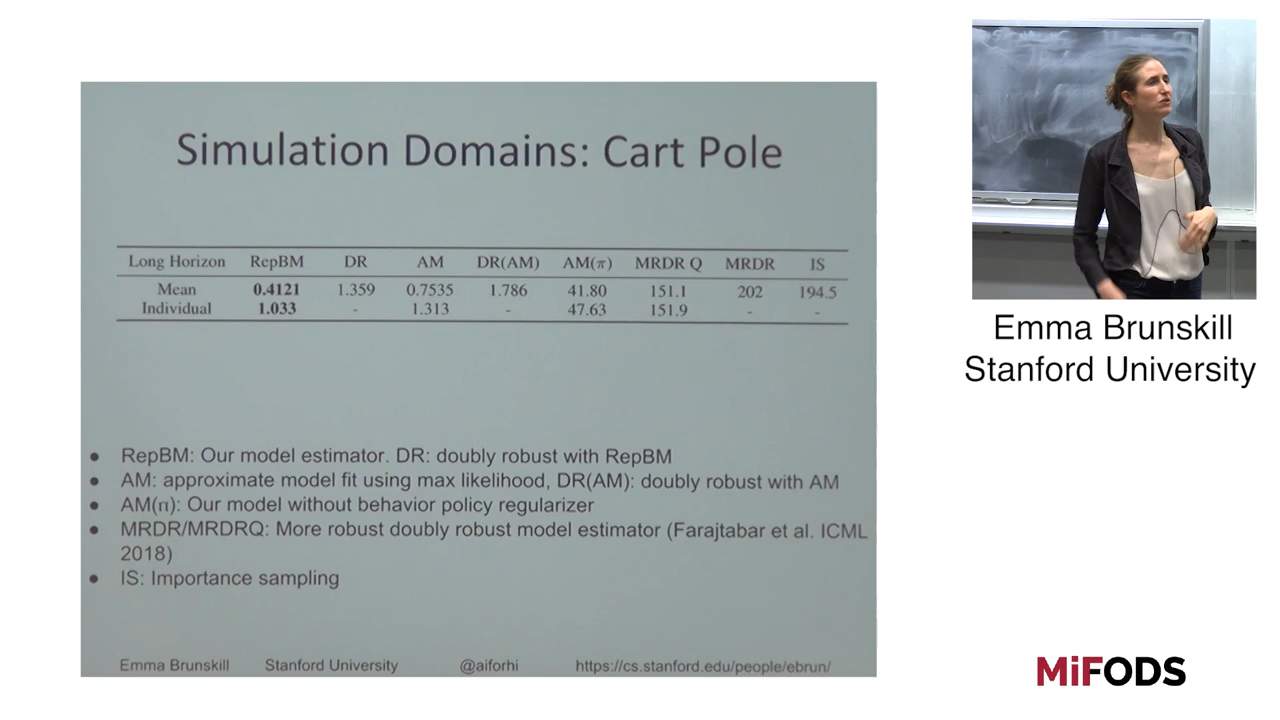 Simulation Domains: Cart Pole
Long Horizon RepBM DR AM DR(AM) AM(π) MRDR Q MRDR IS
Mean 0.4121 1.359 0.7535 1.786 41.80 151.1 202 194.5
Individual 1.033 - 1.313 - 47.63 151.9 - -
● RepBM: Our model estimator. DR: doubly robust with RepBM
● AM: approximate model fit using max likelihood, DR(AM): doubly robust with AM
● AM(π): Our model without behavior policy regularizer
● MRDR/MRDRQ: More robust doubly robust model estimator (Farajtabar et al. ICML
2018)
● IS: Importance sampling
Emma Brunskill Stanford University @aiforhi https://cs.stanford.edu/people/ebrun/
Emma Brunskill
Stanford University
MiFODS